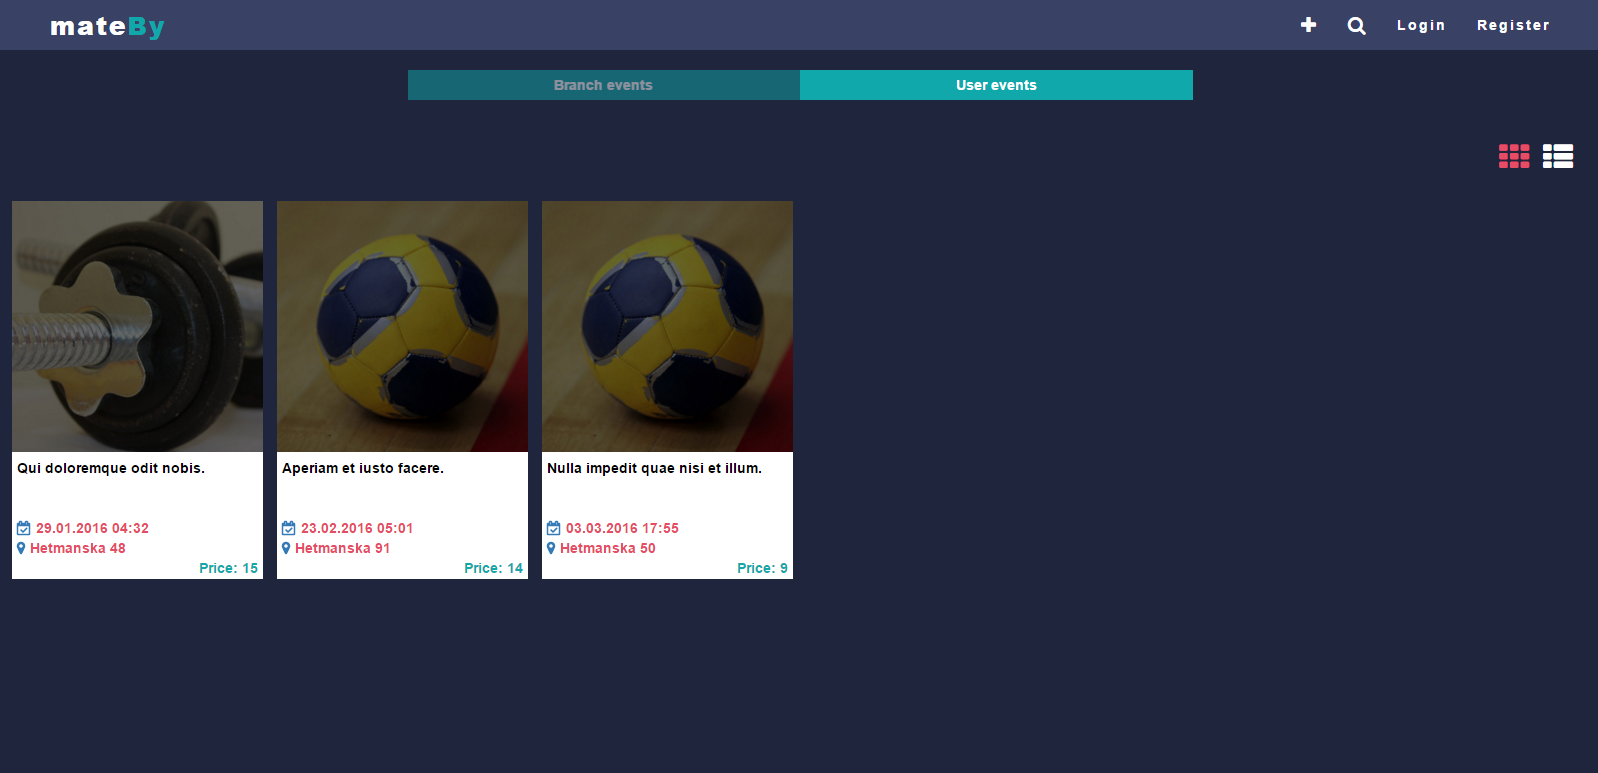 mateBy
Login
Register
Branch events
User events
Qui doloremque odit nobis.
29.01.2016 04:32
Hetmanska 48
Price: 15
Aperiam et iusto facere.
23.02.2016 05:01
Hetmanska 91
Price: 14
Nulla impedit quae nisi et illum.
03.03.2016 17:55
Hetmanska 50
Price: 9